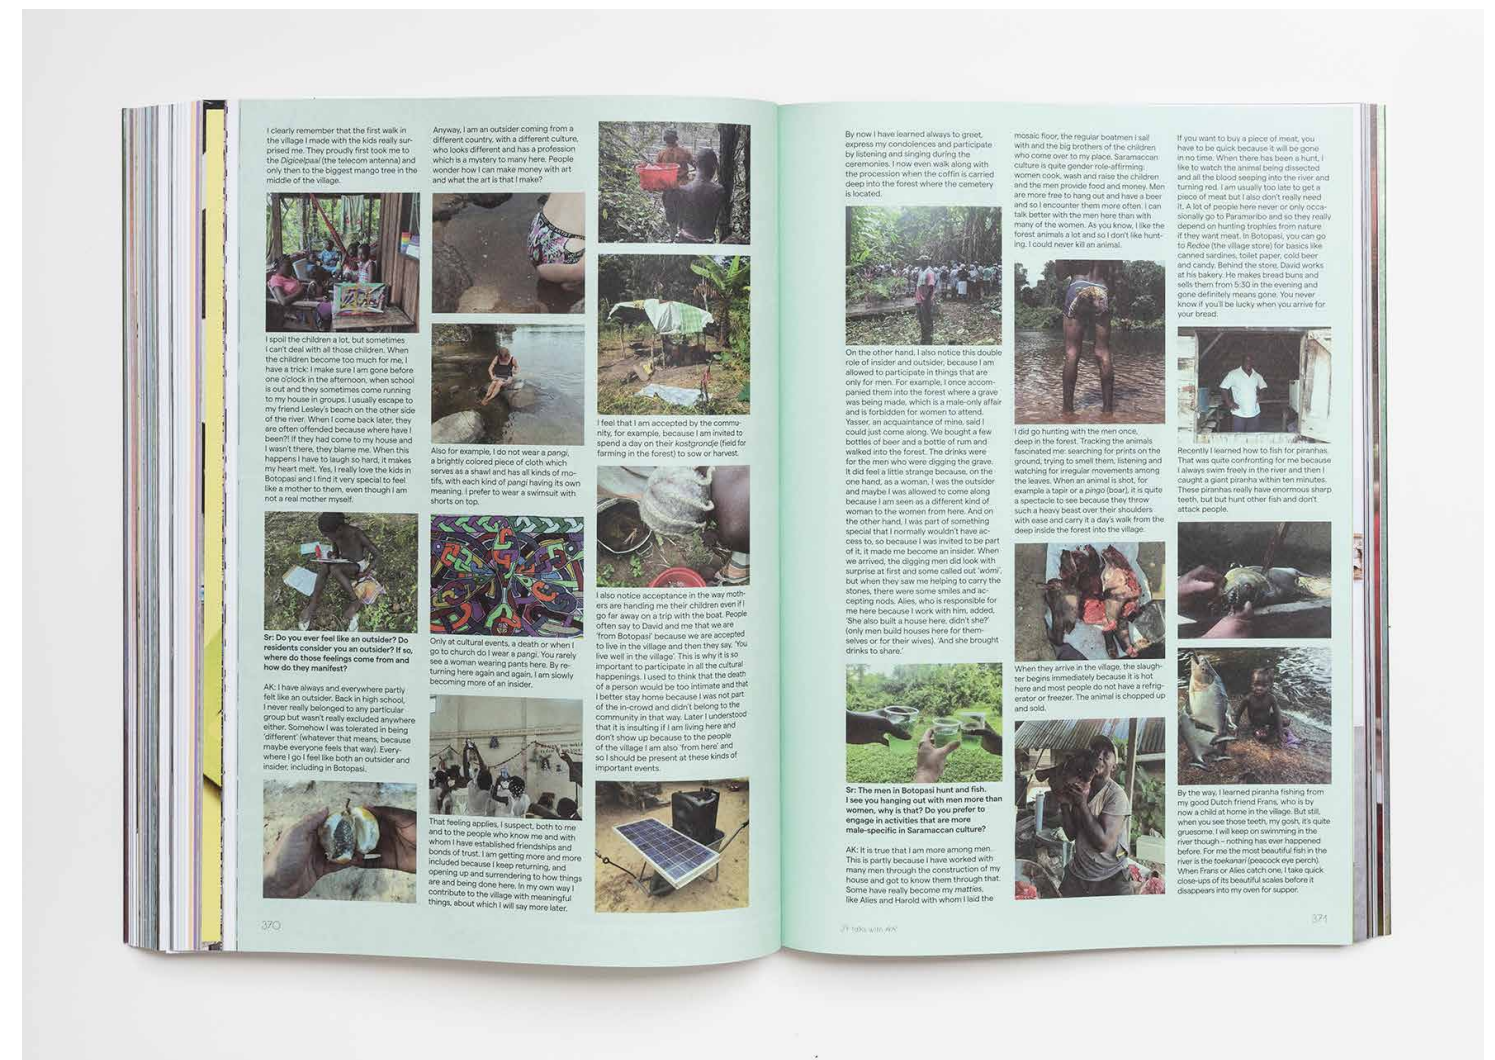 I clearly remember that the first walk in
the village I made with the kids really sur-
prised me. They proudly first took me to
the Digicelpaal (the telecom antenna) and
only then to the biggest mango tree in the
middle of the village.
I spoil the children a lot, but sometimes
I can't deal with all those children. When
the children become too much for me, I
have a trick: I make sure I am gone before
one o'clock in the afternoon, when school
is out and they sometimes come running
to my house in groups. I usually escape to
my friend Lesley's beach on the other side
of the river. When I come back later, they
are often offended because where have I
been?! If they had come to my house and
I wasn't there, they blame me. When this
happens I have to laugh so hard, it makes
my heart melt. Yes, I really love the kids in
Botopasi and I find it very special to feel
like a mother to them, even though I am
not a real mother myself.
Sr: Do you ever feel like an outsider? Do
residents consider you an outsider? If so,
where do those feelings come from and
how do they manifest?
AK: I have always and everywhere partly
felt like an outsider. Back in high school,
I never really belonged to any particular
group but wasn't really excluded anywhere
either. Somehow I was tolerated in being
'different' (whatever that means, because
maybe everyone feels that way). Every-
where I go I feel like both an outsider and
insider, including in Botopasi.
370
Anyway, I am an outsider coming from a
different country, with a different culture,
who looks different and has a profession
which is a mystery to many here. People
wonder how I can make money with art
and what the art is that I make?
Also for example, I do not wear a pangi,
a brightly colored piece of cloth which
serves as a shawl and has all kinds of mo-
tifs, with each kind of pangi having its own
meaning. I prefer to wear a swimsuit with
shorts on top.
Only at cultural events, a death or when I
go to church do I wear a pangi. You rarely
see a woman wearing pants here. By re-
turning here again and again, I am slowly
becoming more of an insider.
That feeling applies, I suspect, both to me
and to the people who know me and with
whom I have established friendships and
bonds of trust. I am getting more and more
included because I keep returning, and
opening up and surrendering to how things
are and being done here. In my own way I
contribute to the village with meaningful
things, about which I will say more later.
I feel that I am accepted by the commu-
nity, for example, because I am invited to
spend a day on their kostgrondje (field for
farming in the forest) to sow or harvest.
I also notice acceptance in the way moth-
ers are handing me their children even if I
go far away on a trip with the boat. People
often say to David and me that we are
'from Botopasi' because we are accepted
to live in the village and then they say, 'You
live well in the village'. This is why it is so
important to participate in all the cultural
happenings. I used to think that the death
of a person would be too intimate and that
I better stay home because I was not part
of the in-crowd and didn't belong to the
community in that way. Later I understood
that it is insulting if I am living here and
don't show up because to the people
of the village I am also 'from here' and
so I should be present at these kinds of
important events.
By now I have learned always to greet,
express my condolences and participate
by listening and singing during the
ceremonies. I now even walk along with
the procession when the coffin is carried
deep into the forest where the cemetery
is located.
On the other hand, I also notice this double
role of insider and outsider, because I am
allowed to participate in things that are
only for men. For example, I once accom-
panied them into the forest where a grave
was being made, which is a male-only affair
and is forbidden for women to attend.
Yasser, an acquaintance of mine, said I
could just come along. We bought a few
bottles of beer and a bottle of rum and
walked into the forest. The drinks were
for the men who were digging the grave.
It did feel a little strange because, on the
one hand, as a woman, I was the outsider
and maybe I was allowed to come along
because I am seen as a different kind of
woman to the women from here. And on
the other hand, I was part of something
special that I normally wouldn't have ac-
cess to, so because I was invited to be part
of it, it made me become an insider. When
we arrived, the digging men did look with
surprise at first and some called out 'womi',
but when they saw me helping to carry the
stones, there were some smiles and ac-
cepting nods. Alies, who is responsible for
me here because I work with him, added,
'She also built a house here, didn't she?'
(only men build houses here for them-
selves or for their wives). 'And she brought
drinks to share.'
Sr: The men in Botopasi hunt and fish.
I see you hanging out with men more than
women, why is that? Do you prefer to
engage in activities that are more
male-specific in Saramaccan culture?
AK: It is true that I am more among men.
This is partly because I have worked with
many men through the construction of my
house and got to know them through that.
Some have really become my matties,
like Alies and Harold with whom I laid the
mosaic floor, the regular boatmen I sail
with and the big brothers of the children
who come over to my place. Saramaccan
culture is quite gender role-affirming:
women cook, wash and raise the children
and the men provide food and money. Men
are more free to hang out and have a beer
and so I encounter them more often. I can
talk better with the men here than with
many of the women. As you know, I like the
forest animals a lot and so I don't like hunt-
ing. I could never kill an animal.
I did go hunting with the men once,
deep in the forest. Tracking the animals
fascinated me: searching for prints on the
ground, trying to smell them, listening and
watching for irregular movements among
the leaves. When an animal is shot, for
example a tapir or a pingo (boar), it is quite
a spectacle to see because they throw
such a heavy beast over their shoulders
with ease and carry it a day's walk from the
deep inside the forest into the village.
When they arrive in the village, the slaugh-
ter begins immediately because it is hot
here and most people do not have a refrig-
erator or freezer. The animal is chopped up
and sold.
If you want to buy a piece of meat, you
have to be quick because it will be gone
in no time. When there has been a hunt, I
like to watch the animal being dissected
and all the blood seeping into the river and
turning red. I am usually too late to get a
piece of meat but I also don't really need
it. A lot of people here never or only occa-
sionally go to Paramaribo and so they really
depend on hunting trophies from nature
if they want meat. In Botopasi, you can go
to Redoe (the village store) for basics like
canned sardines, toilet paper, cold beer
and candy. Behind the store, David works
at his bakery. He makes bread buns and
sells them from 5:30 in the evening and
gone definitely means gone. You never
know if you'll be lucky when you arrive for
your bread.
Recently I learned how to fish for piranhas.
That was quite confronting for me because
I always swim freely in the river and then I
caught a giant piranha within ten minutes.
These piranhas really have enormous sharp
teeth, but but hunt other fish and don't
attack people.
By the way, I learned piranha fishing from
my good Dutch friend Frans, who is by
now a child at home in the village. But still,
when you see those teeth, my gosh, it's quite
gruesome. I will keep on swimming in the
river though – nothing has ever happened
before. For me the most beautiful fish in the
river is the toekanari (peacock eye perch).
When Frans or Alies catch one, I take quick
close-ups of its beautiful scales before it
disappears into my oven for supper.
with AK
371